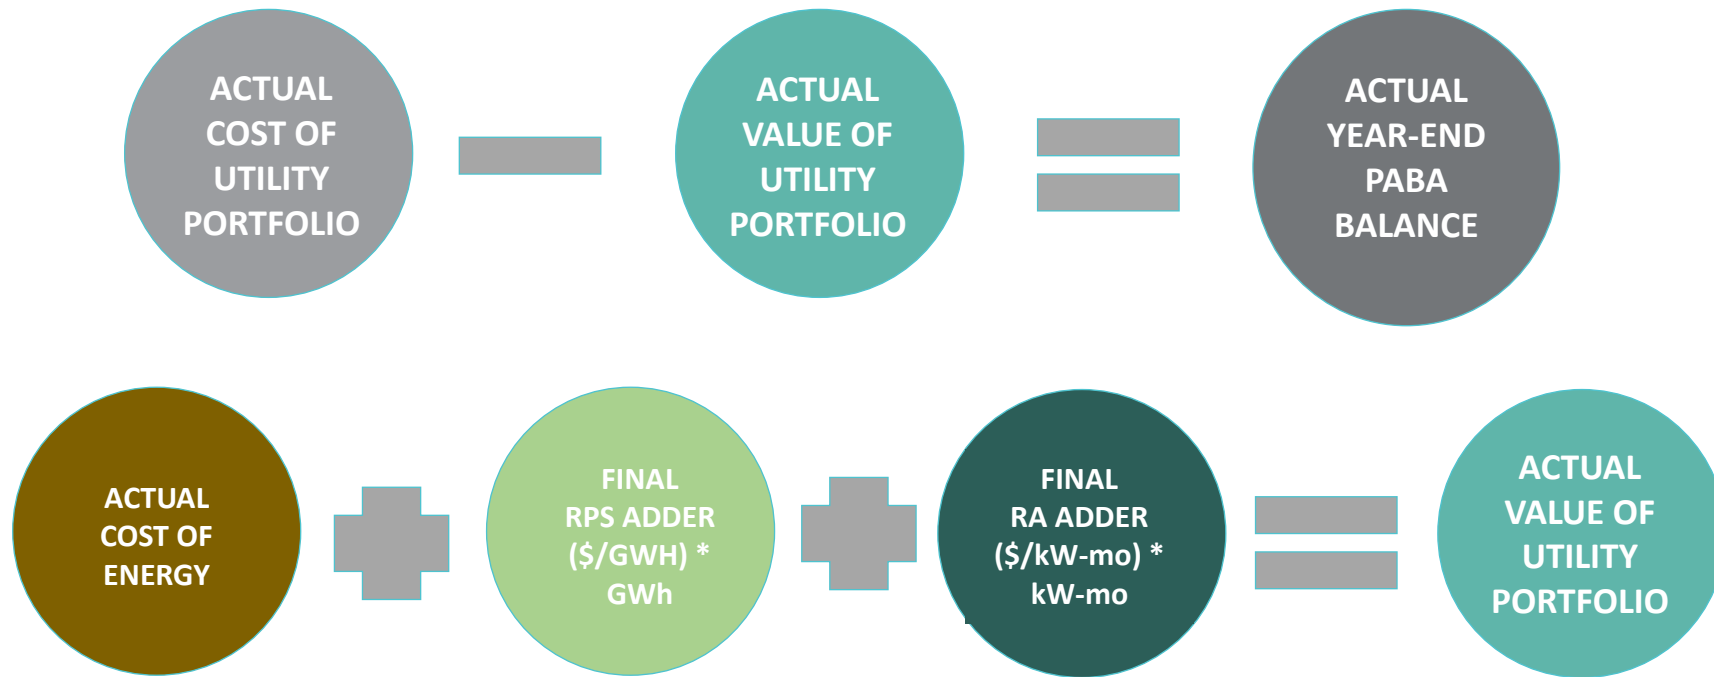 ACTUAL
COST OF
UTILITY
PORTFOLIO
ACTUAL
VALUE OF
UTILITY
PORTFOLIO
ACTUAL
YEAR-END
PABA
BALANCE
ACTUAL
COST OF
ENERGY
FINAL
RPS ADDER
($/GWH) *
GWh
FINAL
RA ADDER
($/kW-mo) *
kW-mo
ACTUAL
VALUE OF
UTILITY
PORTFOLIO